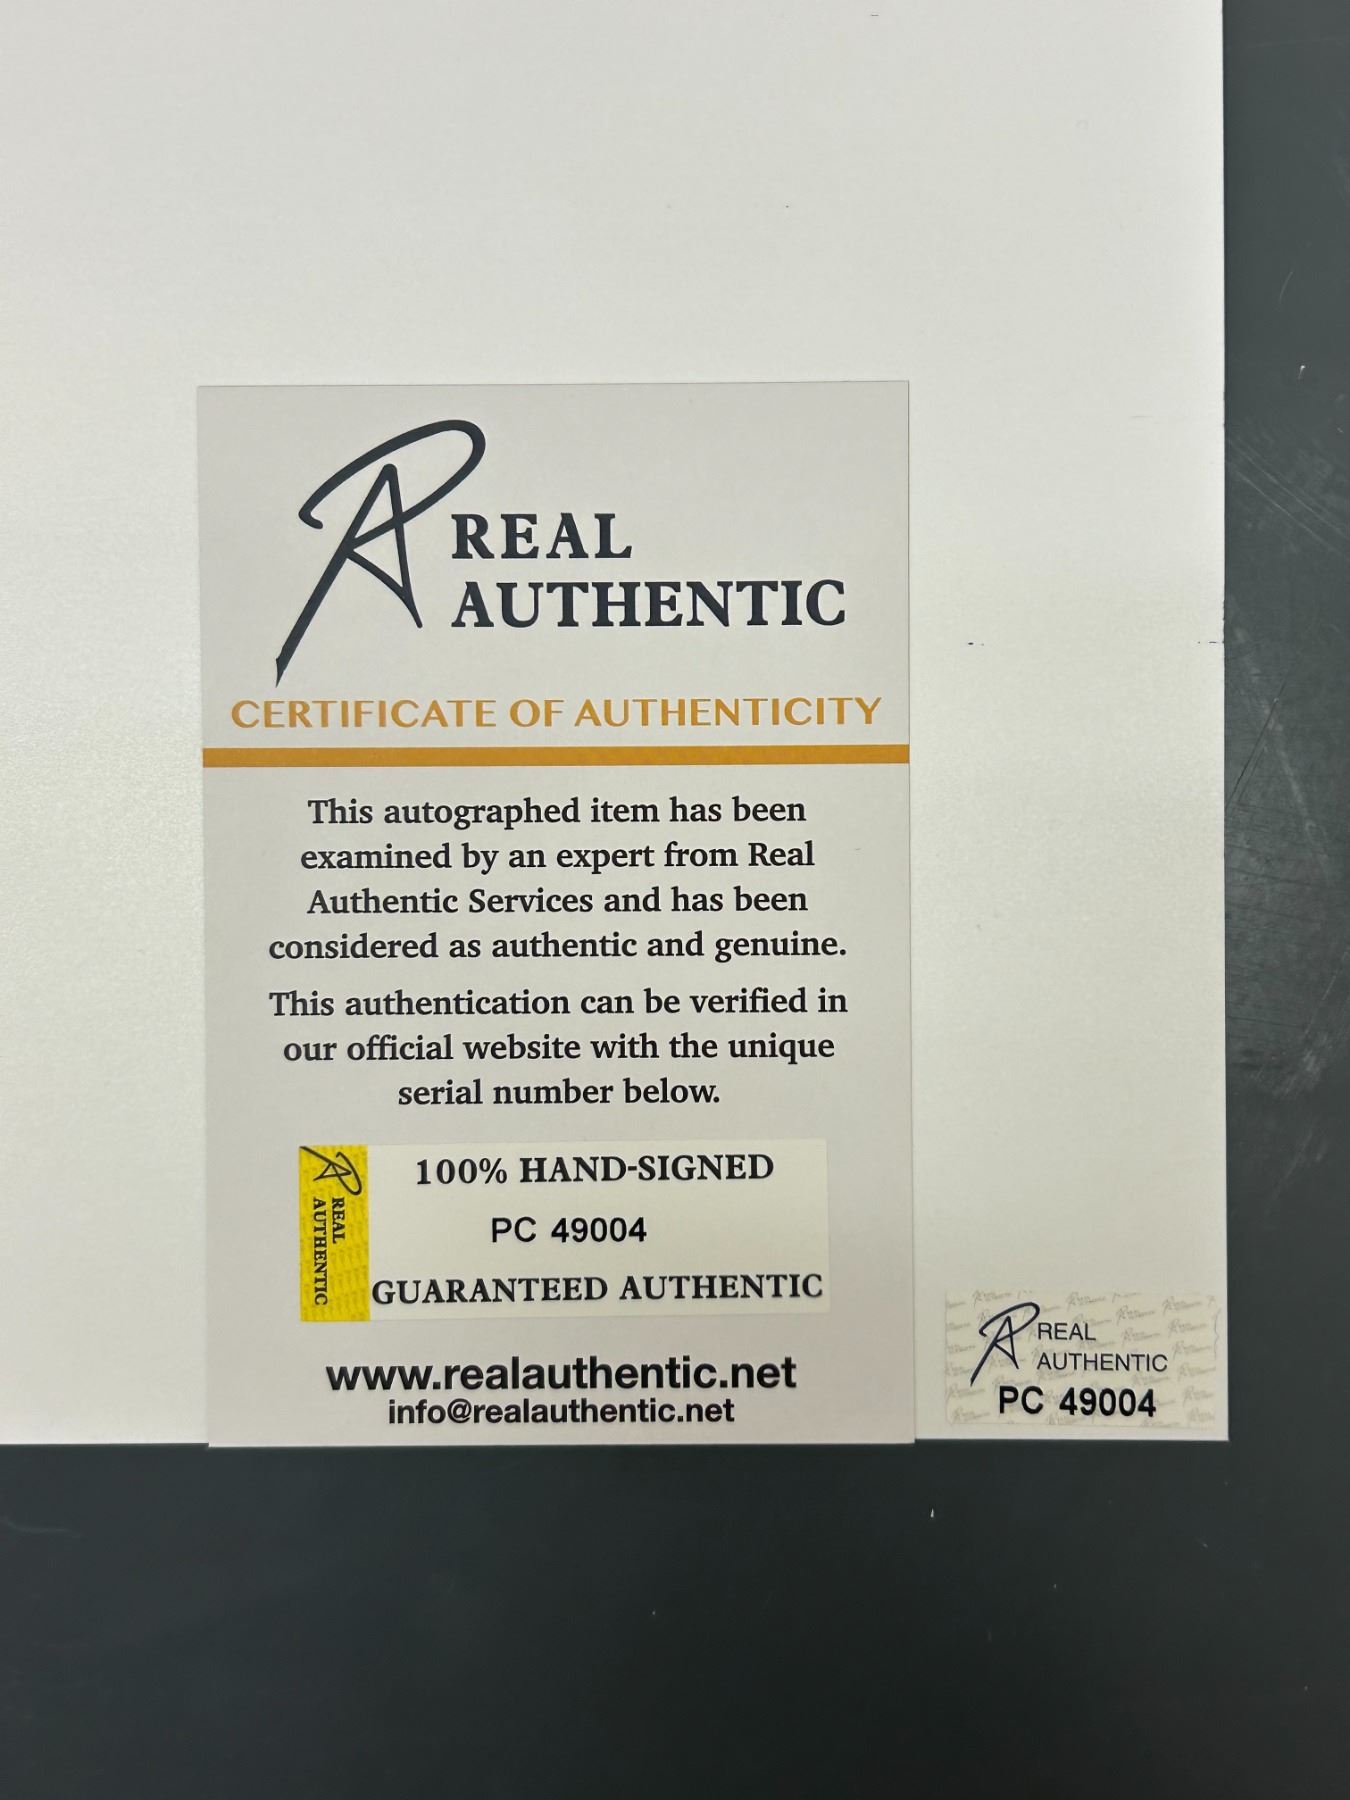 REAL
AUTHENTIC
CERTIFICATE OF AUTHENTICITY
This autographed item has been
examined by an expert from Real
Authentic Services and has been
considered as authentic and genuine.
This authentication can be verified in
our official website with the unique
serial number below.
REAL
AUTHENTIC
100% HAND-SIGNED
PC 49004
GUARANTEED AUTHENTIC
www.realauthentic.net
info@realauthentic.net
REAL
AUTHENTIC
PC 49004